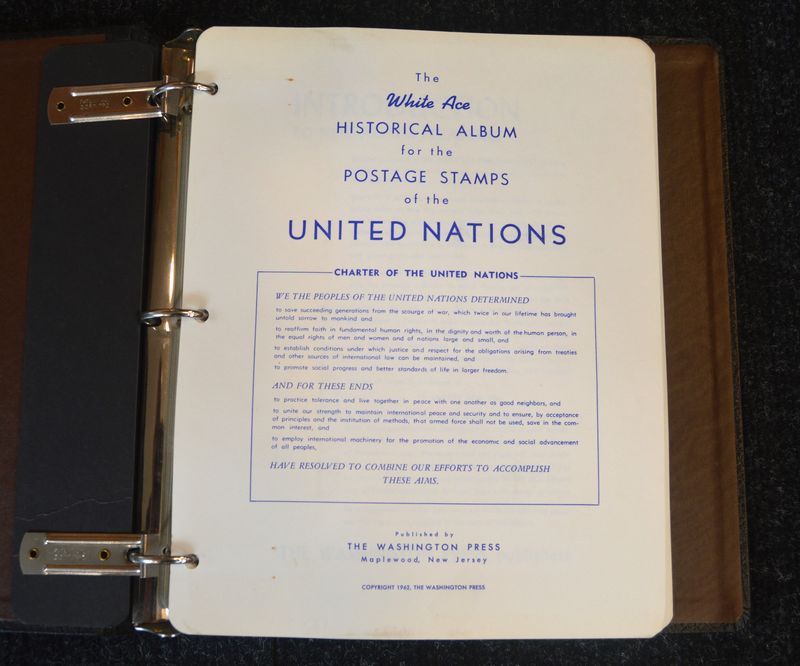 The
White Ace
HISTORICAL ALBUM
for the
POSTAGE STAMPS
of the
UNITED NATIONS
CHARTER OF THE UNITED NATIONS
WE THE PEOPLES OF THE UNITED NATIONS DETERMINED
to save succeeding generations from the scourge of war, which twice in our lifetime has brought
untold sorrow to mankind and
to reaffirm faith in fundamental human rights, in the dignity and worth of the human person, in
the equal rights of men and women and of nations large and small, and
to establish conditions under which justice and respect for the obligations arising from treaties
and other sources of international law can be maintained, and
to promote social progress and better standards of life in larger freedom.
AND FOR THESE ENDS
to practice tolerance and live together in peace with one another as good neighbors, and
to unite our strength to maintain international peace and security and to ensure, by acceptance
of principles and the institution of methods, that armed force shall not be used, save in the com-
mon interest, and
to employ international machinery for the promotion of the economic and social advancement
of all peoples,
HAVE RESOLVED TO COMBINE OUR EFFORTS TO ACCOMPLISH
THESE AIMS.
Published by
THE WASHINGTON PRESS
Maplewood, New Jersey
COPYRIGHT 1962, THE WASHINGTON PRESS